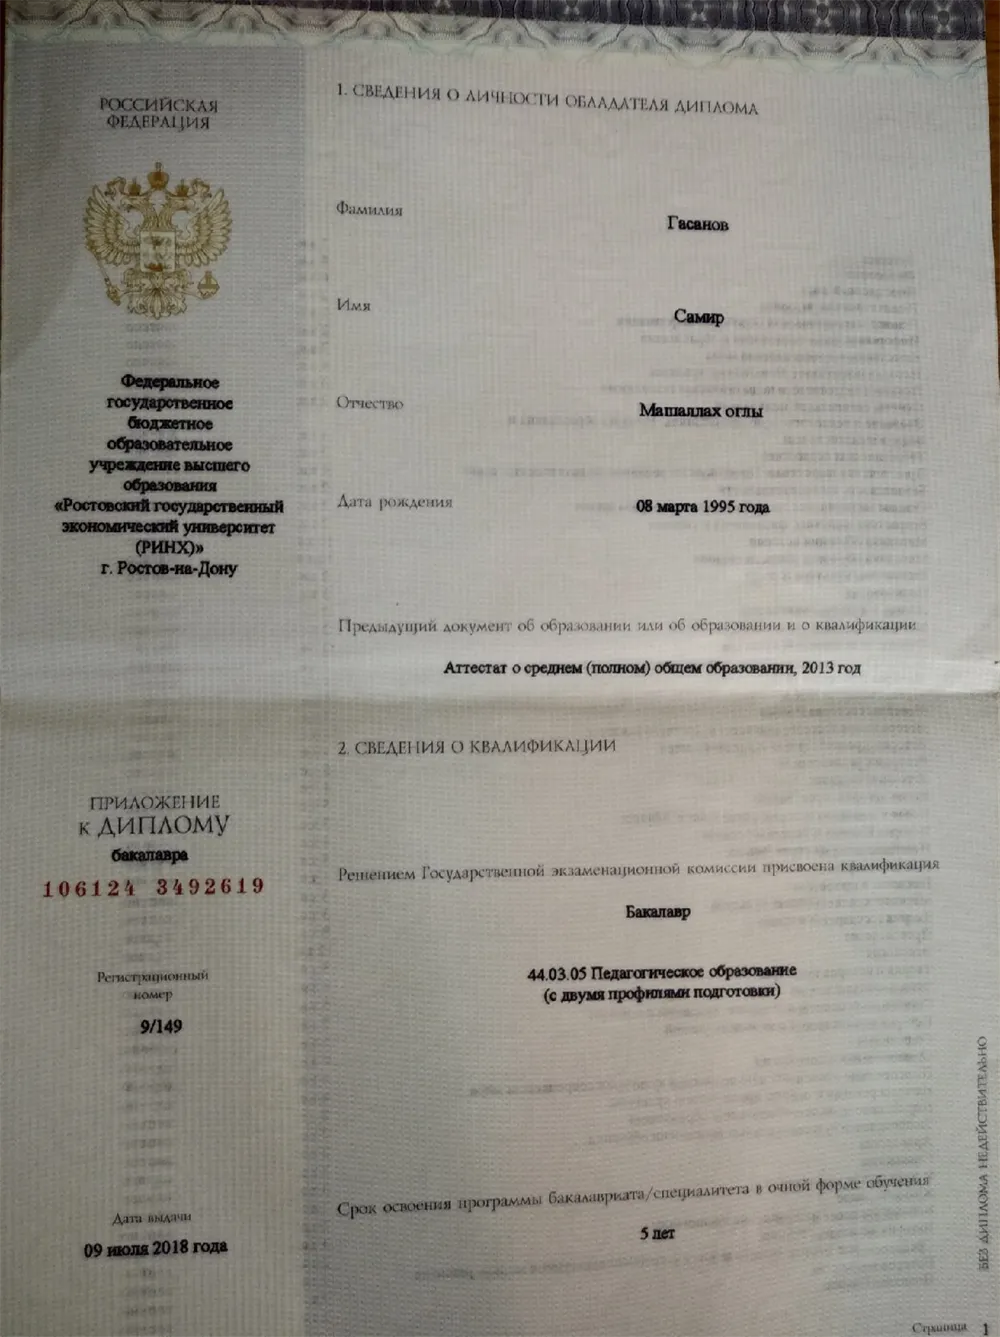 РОССИЙСКАЯ
ФЕДЕРАЦИЯ
Федеральное
государственное
бюджетное
образовательное
учреждение высшего
образования
«Ростовский государственный
экономический университет
(РИНХ)»
г. Ростов-на-Дону
ПРИЛОЖЕНИЕ
к ДИПЛОМУ
бакалавра
106124 3492619
Регистрационный
номер
9/149
Дата выдачи
09 июля 2018 года
1. СВЕДЕНИЯ О ЛИЧНОСТИ ОБЛАДАТЕЛЯ ДИПЛОМА
Фамилия
Гасанов
Имя
Самир
Отчество
Машаллах оглы
Дата рождения
08 марта 1995 года
Предыдущий документ об образовании или об образовании и о квалификации
Аттестат о среднем (полном) общем образовании, 2013 год
2. СВЕДЕНИЯ О КВАЛИФИКАЦИИ
Решением Государственной экзаменационной комиссии присвоена квалификация
Бакалавр
44.03.05 Педагогическое образование
(с двумя профилями подготовки)
Срок освоения программы бакалавриата/специалитета в очной форме обучения
5 лет
БЕЗ ДИПЛОМА НЕДЕЙСТВИТЕЛЬНО
Страница 1